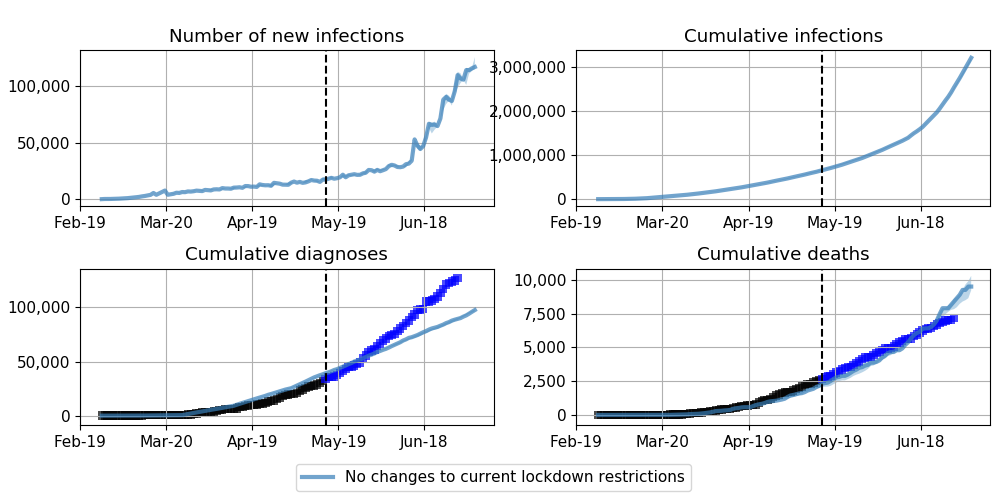 Number of new infections
100,000
50,000
0
Feb-19 Mar-20 Apr-19 May-19 Jun-18
Cumulative infections
3,000,000
2,000,000
1,000,000
0
Feb-19 Mar-20 Apr-19 May-19 Jun-18
Cumulative diagnoses
100,000
50,000
0
Feb-19 Mar-20 Apr-19 May-19 Jun-18
Cumulative deaths
10,000
7,500
5,000
2,500
0
Feb-19 Mar-20 Apr-19 May-19 Jun-18
No changes to current lockdown restrictions